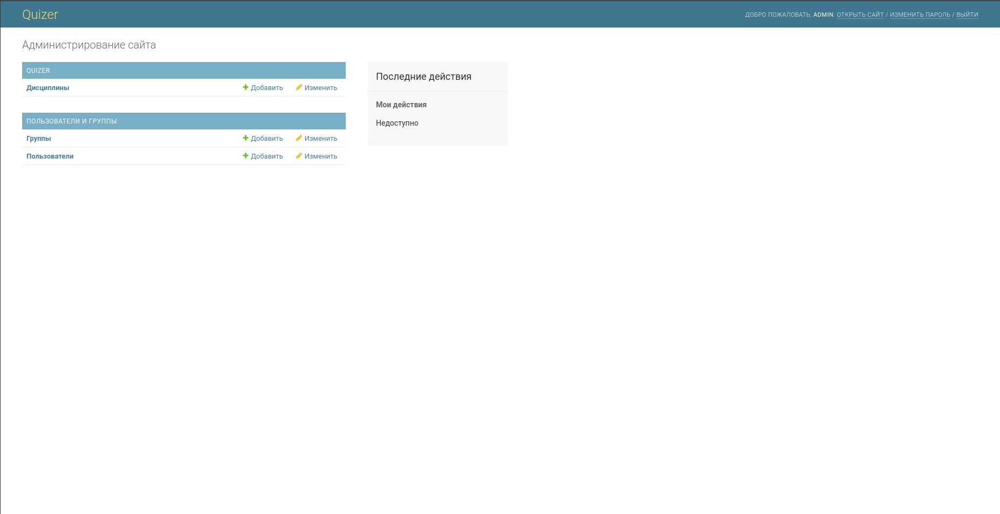 Quizer
ДОБРО ПОЖАЛОВАТЬ, ADMIN. ОТКРЫТЬ САЙТ / ИЗМЕНИТЬ ПАРОЛЬ / ВЫЙТИ
Администрирование сайта
QUIZER
Дисциплины Добавить Изменить
ПОЛЬЗОВАТЕЛИ И ГРУППЫ
Группы Добавить Изменить
Пользователи Добавить Изменить
Последние действия
Мои действия
Недоступно